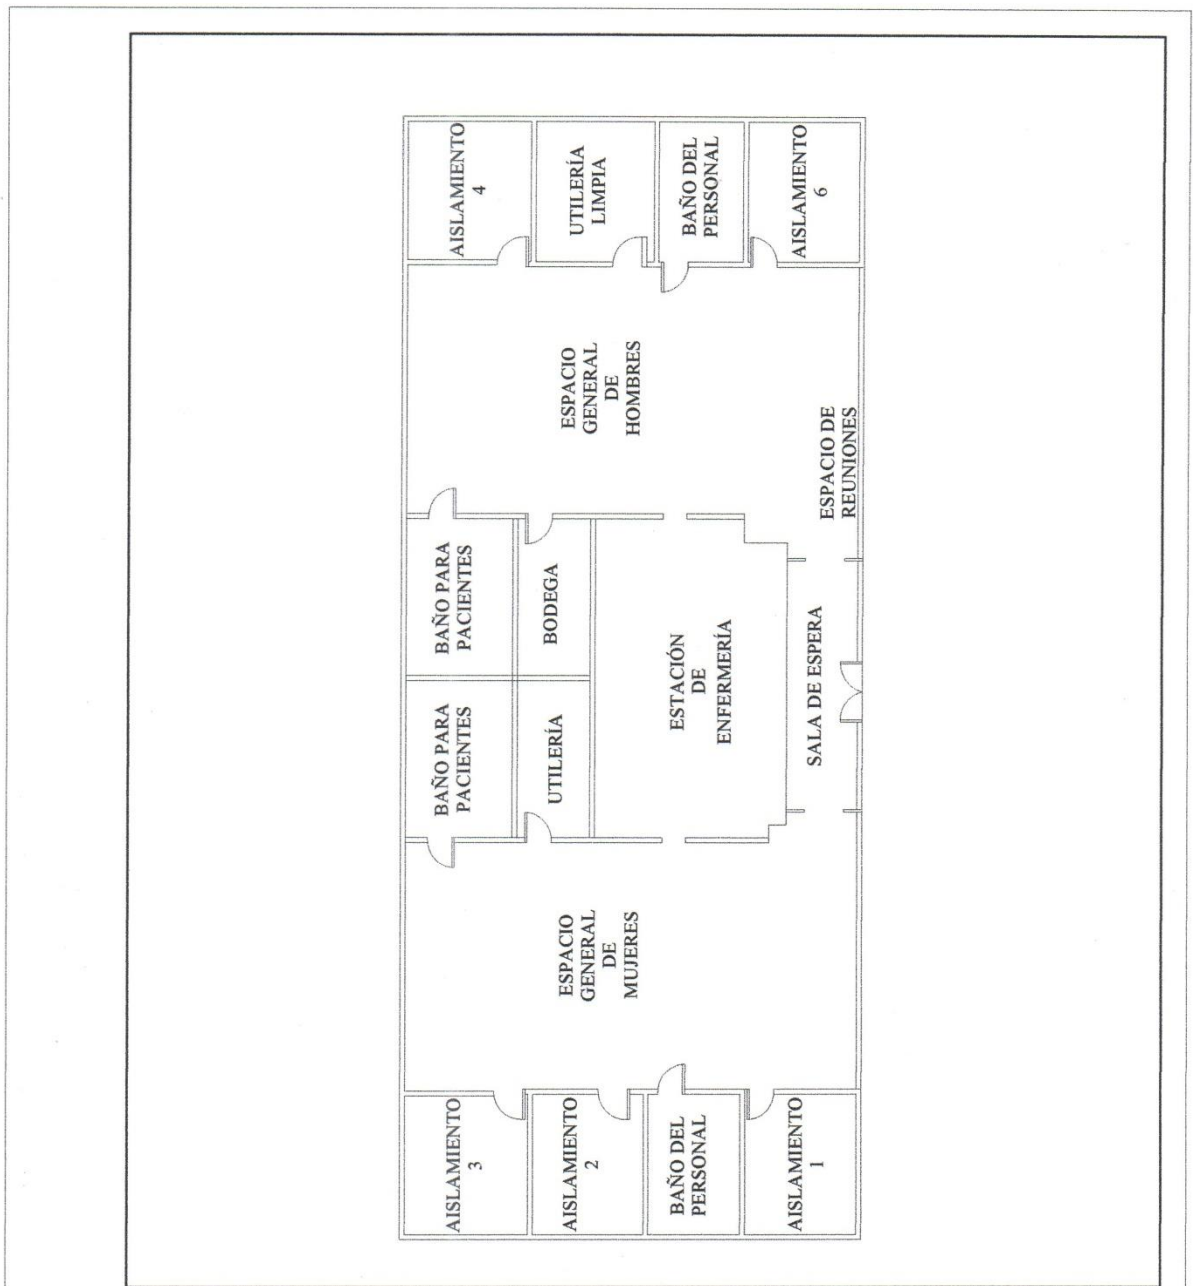 AISLAMIENTO
3
BAÑO PARA
PACIENTES
BAÑO PARA
PACIENTES
AISLAMIENTO
4
AISLAMIENTO
2
ESPACIO
GENERAL
DE
MUJERES
UTILERÍA
BODEGA
ESPACIO
GENERAL
DE
HOMBRES
UTILERÍA
LIMPIA
BAÑO DEL
PERSONAL
ESTACIÓN
DE
ENFERMERÍA
BAÑO DEL
PERSONAL
AISLAMIENTO
1
SALA DE ESPERA
ESPACIO DE
REUNIONES
AISLAMIENTO
6